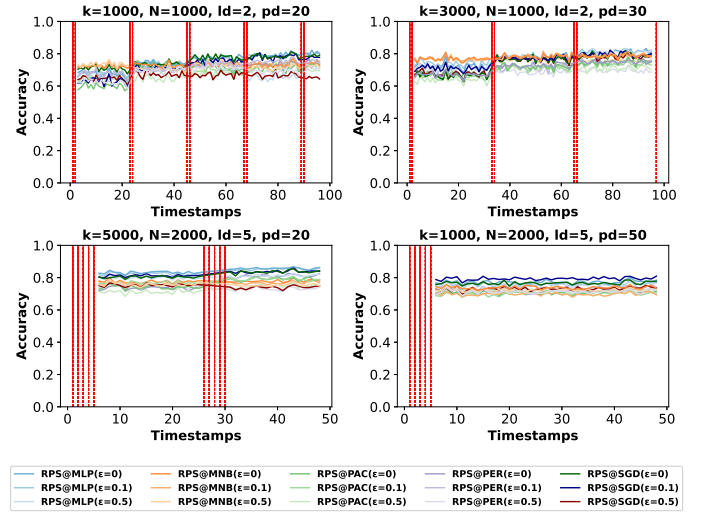 k=1000, N=1000, ld=2, pd=20
k=3000, N=1000, ld=2, pd=30
1.0
0.8
0.6
0.4
0.2
0.0
Accuracy
0 20 40 60 80 100
Timestamps
1.0
0.8
0.6
0.4
0.2
0.0
Accuracy
0 20 40 60 80 100
Timestamps
k=5000, N=2000, ld=5, pd=20
k=1000, N=2000, ld=5, pd=50
1.0
0.8
0.6
0.4
0.2
0.0
Accuracy
0 10 20 30 40 50
Timestamps
1.0
0.8
0.6
0.4
0.2
0.0
Accuracy
0 10 20 30 40 50
Timestamps
RPS@MLP(ε=0) RPS@MNB(ε=0) RPS@PAC(ε=0) RPS@PER(ε=0) RPS@SGD(ε=0)
RPS@MLP(ε=0.1) RPS@MNB(ε=0.1) RPS@PAC(ε=0.1) RPS@PER(ε=0.1) RPS@SGD(ε=0.1)
RPS@MLP(ε=0.5) RPS@MNB(ε=0.5) RPS@PAC(ε=0.5) RPS@PER(ε=0.5) RPS@SGD(ε=0.5)